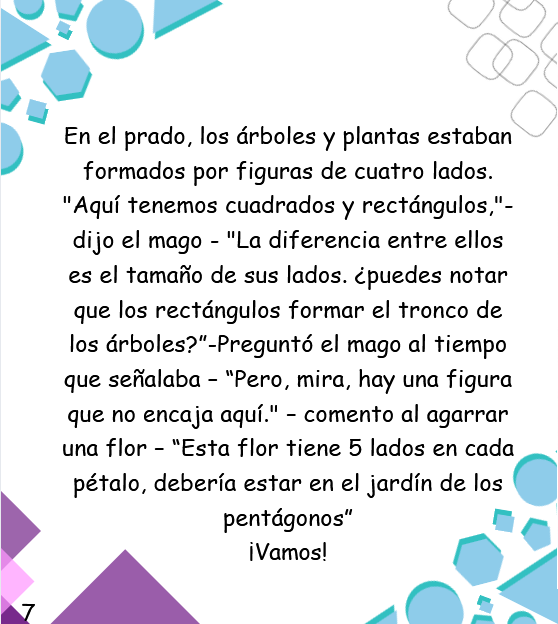 En el prado, los árboles y plantas estaban
formados por figuras de cuatro lados.
"Aquí tenemos cuadrados y rectángulos,"-
dijo el mago - "La diferencia entre ellos
es el tamaño de sus lados. ¿puedes notar
que los rectángulos formar el tronco de
los árboles?”-Preguntó el mago al tiempo
que señalaba – “Pero, mira, hay una figura
que no encaja aquí." – comento al agarrar
una flor – “Esta flor tiene 5 lados en cada
pétalo, debería estar en el jardín de los
pentágonos”
¡Vamos!
7